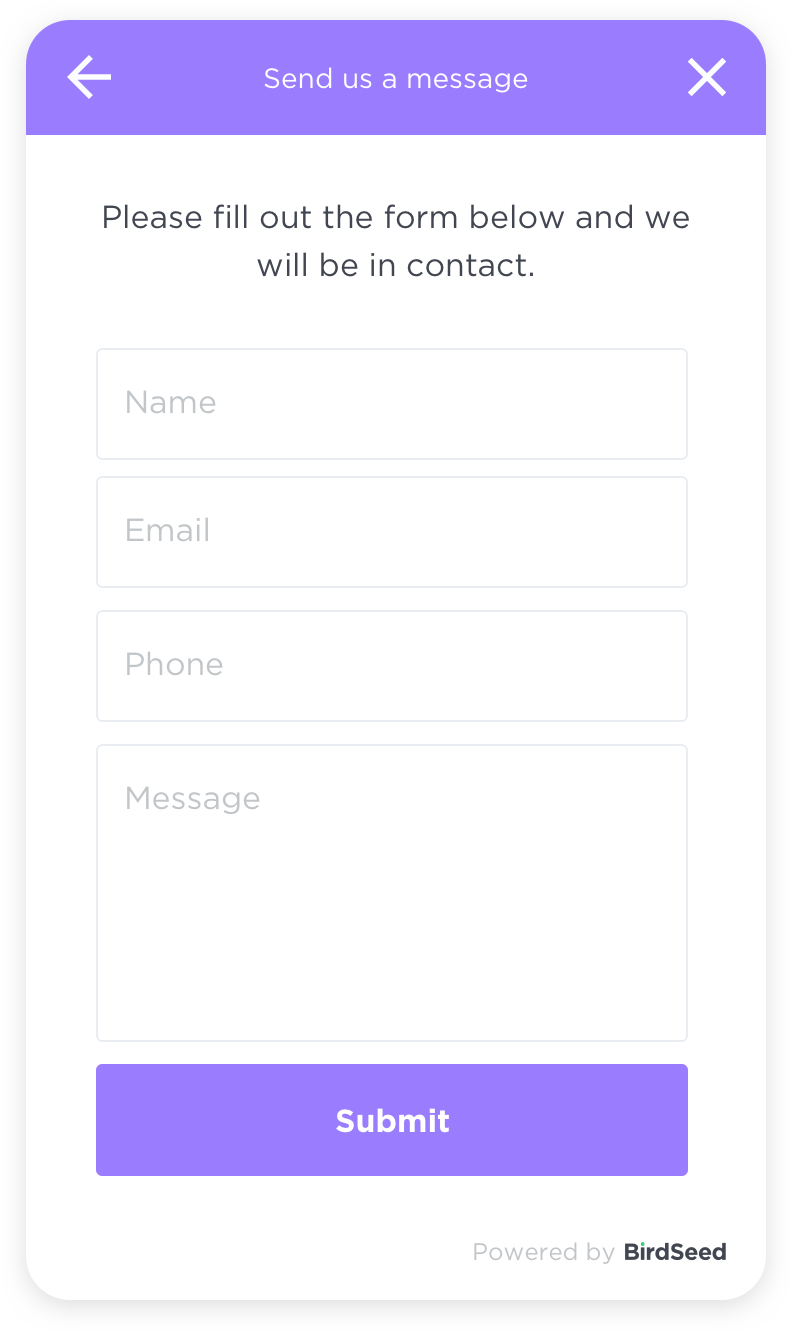 Send us a message
Please fill out the form below and we
will be in contact.
Name
Email
Phone
Message
Submit
Powered by BirdSeed